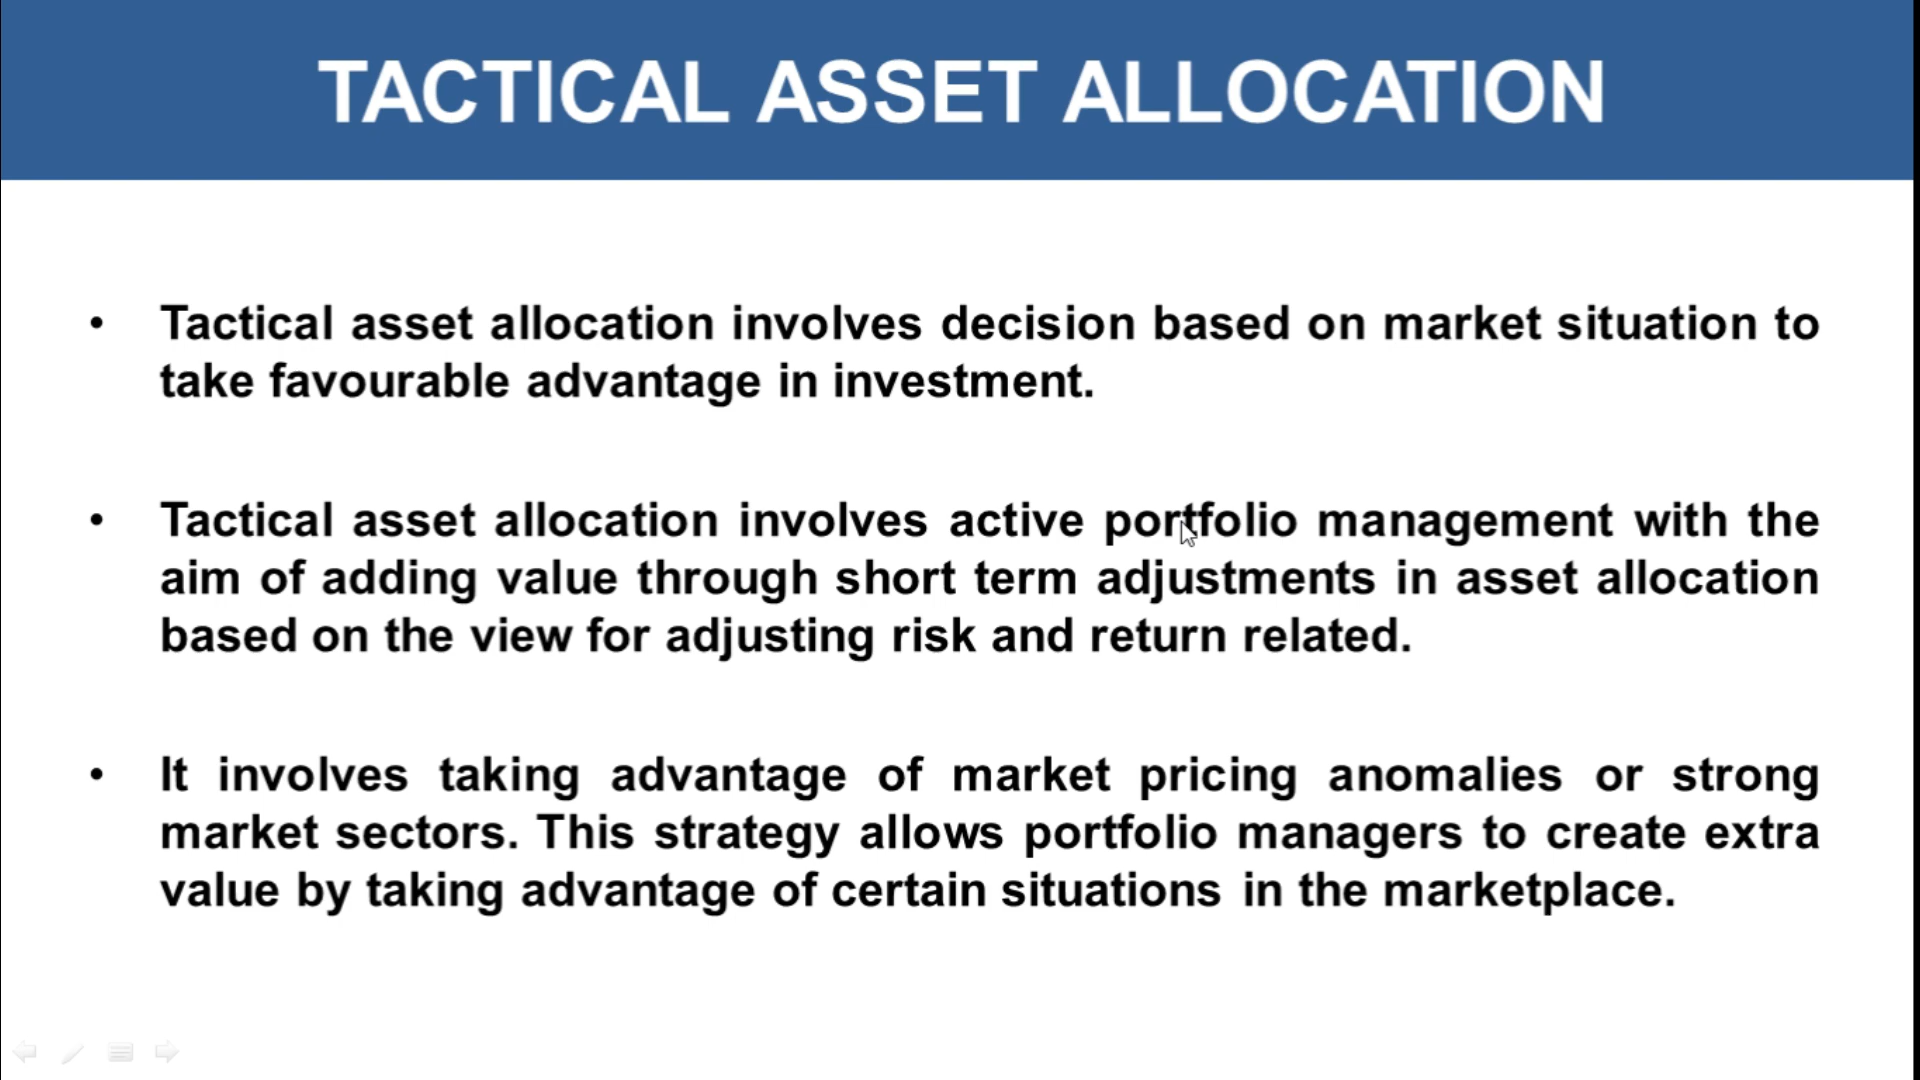 TACTICAL ASSET ALLOCATION
• Tactical asset allocation involves decision based on market situation to
take favourable advantage in investment.
• Tactical asset allocation involves active portfolio management with the
aim of adding value through short term adjustments in asset allocation
based on the view for adjusting risk and return related.
• It involves taking advantage of market pricing anomalies or strong
market sectors. This strategy allows portfolio managers to create extra
value by taking advantage of certain situations in the marketplace.